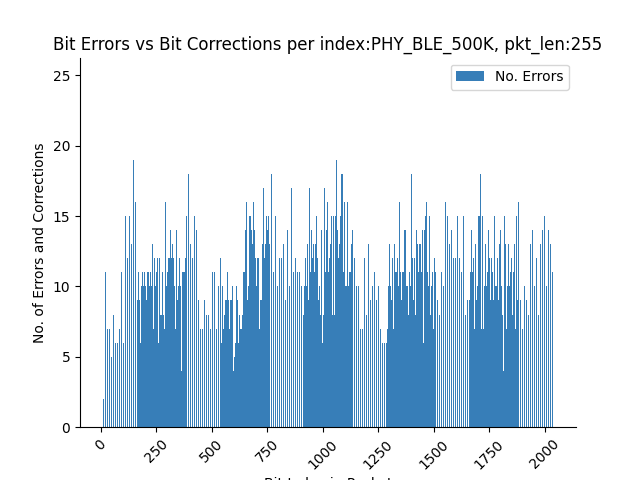 Bit Errors vs Bit Corrections per index:PHY_BLE_500K, pkt_len:255
No. Errors
No. of Errors and Corrections
25
20
15
10
5
0
0 250 500 750 1000 1250 1500 1750 2000